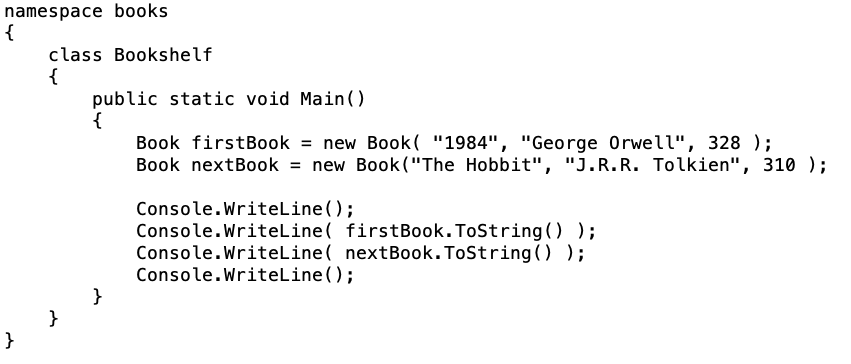 namespace books
{
    class Bookshelf
    {
        public static void Main()
        {
            Book firstBook = new Book( "1984", "George Orwell", 328 );
            Book nextBook = new Book("The Hobbit", "J.R.R. Tolkien", 310 );

            Console.WriteLine();
            Console.WriteLine( firstBook.ToString() );
            Console.WriteLine( nextBook.ToString() );
            Console.WriteLine();
        }
    }
}